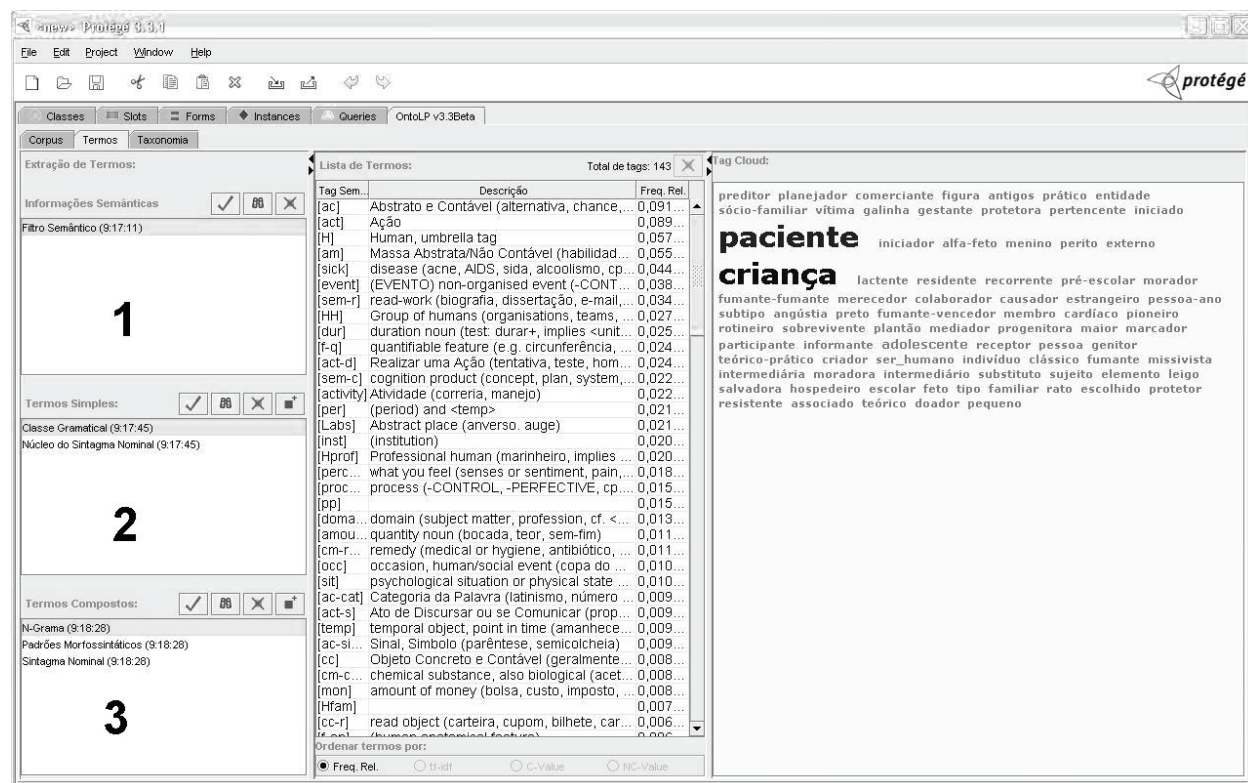 <new> Protégé 3.3.1
File Edit Project Window Help
protégé
Classes Slots Forms Instances Queries OntoLP v3.3Beta
Corpus Termos Taxonomia
Extração de Termos:
Informações Semânticas
Filtro Semântico (9:17:11)
1
Termos Simples:
Classe Gramatical (9:17:45)
Núcleo do Sintagma Nominal (9:17:45)
2
Termos Compostos:
N-Grama (9:18:28)
Padrões Morfossintáticos (9:18:28)
Sintagma Nominal (9:18:28)
3
Lista de Termos: Total de tags: 143
Tag Sem... Descrição Freq. Rel.
[ac] Abstrato e Contável (alternativa, chance,... 0,091...
[act] Ação 0,089...
[H] Human, umbrella tag 0,057...
[am] Massa Abstrata/Não Contável (habilidad... 0,055...
[sick] disease (acne, AIDS, sida, alcoolismo, cp... 0,044...
[event] (EVENTO) non-organised event (-CONT... 0,038...
[sem-r] read-work (biografia, dissertação, e-mail,... 0,034...
[HH] Group of humans (organisations, teams, ... 0,027...
[dur] duration noun (test: durar+, implies <unit... 0,025...
[f-q] quantifiable feature (e.g. circunferência, ... 0,024...
[act-d] Realizar uma Ação (tentativa, teste, hom... 0,024...
[sem-c] cognition product (concept, plan, system,... 0,022...
[activity] Atividade (correria, manejo) 0,022...
[per] (period) and <temp> 0,021...
[Labs] Abstract place (anverso. auge) 0,021...
[inst] (institution) 0,020...
[Hprof] Professional human (marinheiro, implies ... 0,020...
[perc... what you feel (senses or sentiment, pain,... 0,018...
[proc... process (-CONTROL, -PERFECTIVE, cp.... 0,015...
[pp] 0,015...
[doma... domain (subject matter, profession, cf. <... 0,013...
[amou... quantity noun (bocada, teor, sem-fim) 0,011...
[cm-r... remedy (medical or hygiene, antibiótico, ... 0,011...
[occ] occasion, human/social event (copa do ... 0,010...
[sit] psychological situation or physical state ... 0,010...
[ac-cat] Categoria da Palavra (latinismo, número ... 0,009...
[act-s] Ato de Discursar ou se Comunicar (prop... 0,009...
[temp] temporal object, point in time (amanhece... 0,009...
[ac-si... Sinal, Simbolo (parêntese, semicolcheia) 0,009...
[cc] Objeto Concreto e Contável (geralmente... 0,008...
[cm-c... chemical substance, also biological (acet... 0,008...
[mon] amount of money (bolsa, custo, imposto, ... 0,008...
[Hfam] 0,007...
[cc-r] read object (carteira, cupom, bilhete, car... 0,006...
Ordenar termos por:
Freq. Rel. tf-idf C-Value NC-Value
Tag Cloud:
preditor planejador comerciante figura antigos prático entidade
sócio-familiar vítima galinha gestante protetora pertencente iniciado
paciente iniciador alfa-feto menino perito externo
criança lactente residente recorrente pré-escolar morador
fumante-fumante merecedor colaborador causador estrangeiro pessoa-ano
subtipo angústia preto fumante-vencedor membro cardíaco pioneiro
rotineiro sobrevivente plantão mediador progenitora maior marcador
participante informante adolescente receptor pessoa genitor
teórico-prático criador ser_humano indivíduo clássico fumante missivista
intermediária moradora intermediário substituto sujeito elemento leigo
salvadora hospedeiro escolar feto tipo familiar rato escolhido protetor
resistente associado teórico doador pequeno